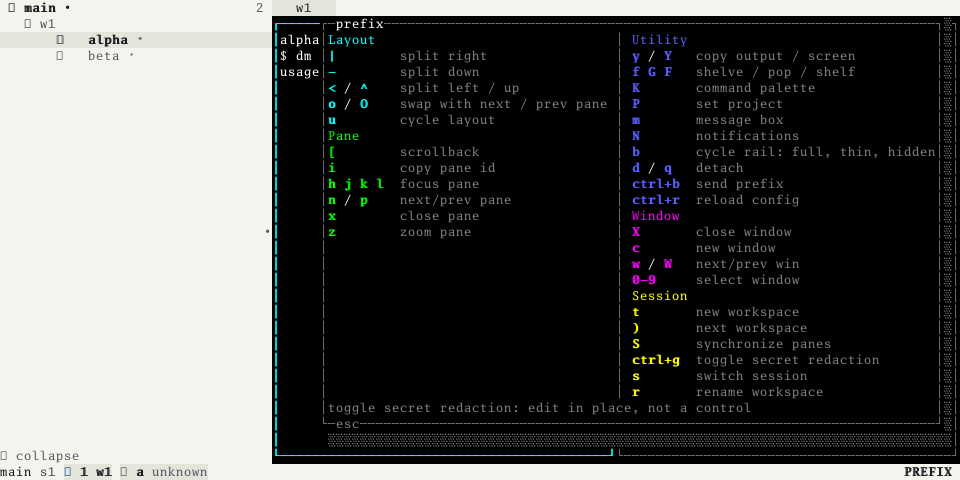 main • 2 w1
w1 prefix
alpha Layout Utility
alpha • $ dm | split right y / Y copy output / screen
beta • usage - split down f G F shelve / pop / shelf
< / ^ split left / up K command palette
o / O swap with next / prev pane P set project
u cycle layout m message box
Pane N notifications
[ scrollback b cycle rail: full, thin, hidden
i copy pane id d / q detach
h j k l focus pane ctrl+b send prefix
n / p next/prev pane ctrl+r reload config
x close pane Window
z zoom pane X close window
c new window
w / W next/prev win
0-9 select window
Session
t new workspace
) next workspace
S synchronize panes
ctrl+g toggle secret redaction
s switch session
r rename workspace
toggle secret redaction: edit in place, not a control
esc
collapse
main s1 1 w1 a unknown PREFIX